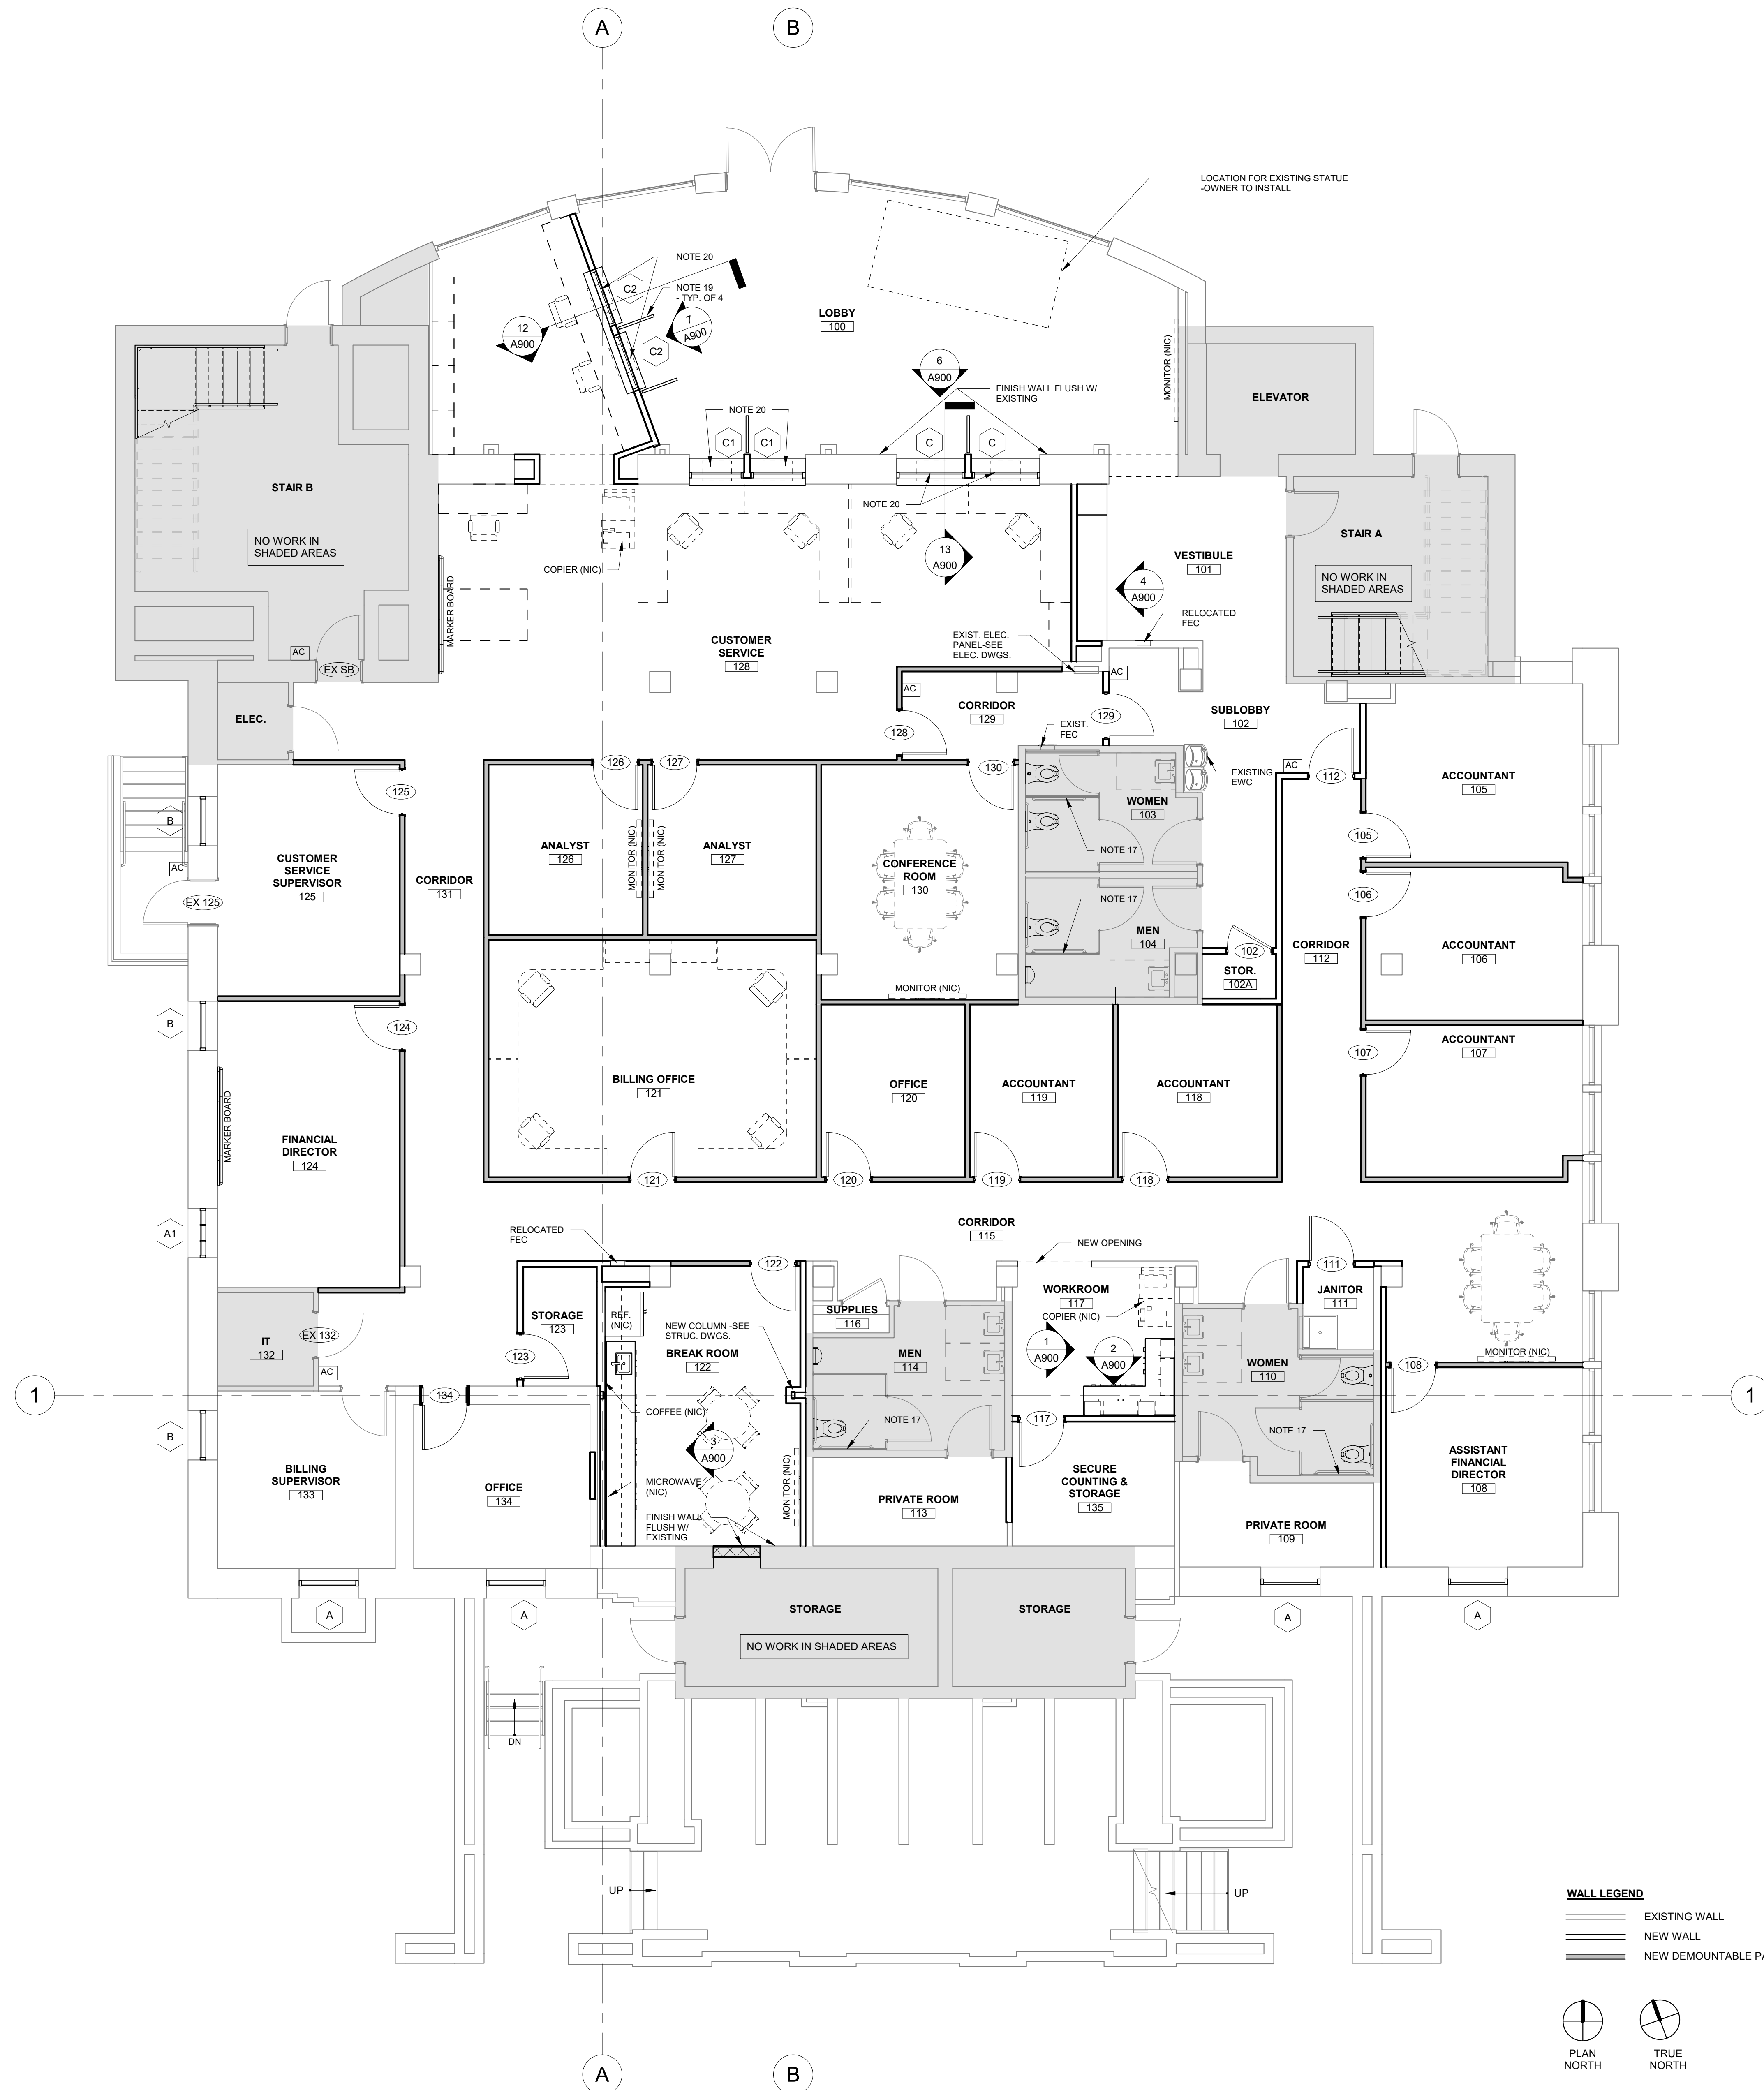 A
B
LOCATION FOR EXISTING STATUE
-OWNER TO INSTALL
NOTE 20
C2
NOTE 19
- TYP. OF 4
12
A900
7
A900
C2
LOBBY
100
MONITOR (NIC)
6
A900
FINISH WALL FLUSH W/
EXISTING
ELEVATOR
NOTE 20
C1
C1
C
C
STAIR B
NOTE 20
NO WORK IN
SHADED AREAS
STAIR A
13
A900
COPIER (NIC)
VESTIBULE
101
NO WORK IN
SHADED AREAS
MARKER BOARD
4
A900
RELOCATED
FEC
CUSTOMER
SERVICE
128
EXIST. ELEC.
PANEL-SEE
ELEC. DWGS.
AC
EX SB
AC
AC
ELEC.
CORRIDOR
129
129
SUBLOBBY
102
EXIST.
FEC
128
126
127
130
AC
112
EXISTING
EWC
ACCOUNTANT
105
125
B
WOMEN
103
105
ANALYST
126
MONITOR (NIC)
MONITOR (NIC)
ANALYST
127
CONFERENCE
ROOM
130
NOTE 17
CUSTOMER
SERVICE
SUPERVISOR
125
AC
CORRIDOR
131
EX 125
NOTE 17
106
MEN
104
102
CORRIDOR
112
ACCOUNTANT
106
STOR.
102A
MONITOR (NIC)
B
124
ACCOUNTANT
107
107
BILLING OFFICE
121
OFFICE
120
ACCOUNTANT
119
ACCOUNTANT
118
MARKER BOARD
FINANCIAL
DIRECTOR
124
121
120
119
118
A1
RELOCATED
FEC
CORRIDOR
115
NEW OPENING
122
111
STORAGE
123
REF.
(NIC)
SUPPLIES
116
WORKROOM
117
COPIER (NIC)
JANITOR
111
NEW COLUMN -SEE
STRUC. DWGS.
EX 132
IT
132
AC
123
BREAK ROOM
122
MEN
114
1
A900
2
A900
WOMEN
110
MONITOR (NIC)
108
1
134
1
COFFEE (NIC)
NOTE 17
117
NOTE 17
B
3
A900
BILLING
SUPERVISOR
133
OFFICE
134
MICROWAVE
(NIC)
MONITOR (NIC)
SECURE
COUNTING &
STORAGE
135
ASSISTANT
FINANCIAL
DIRECTOR
108
PRIVATE ROOM
113
FINISH WALL
FLUSH W/
EXISTING
PRIVATE ROOM
109
A
A
STORAGE
STORAGE
A
A
NO WORK IN SHADED AREAS
DN
UP
UP
WALL LEGEND
EXISTING WALL
NEW WALL
NEW DEMOUNTABLE PA
PLAN
NORTH
TRUE
NORTH
A
B